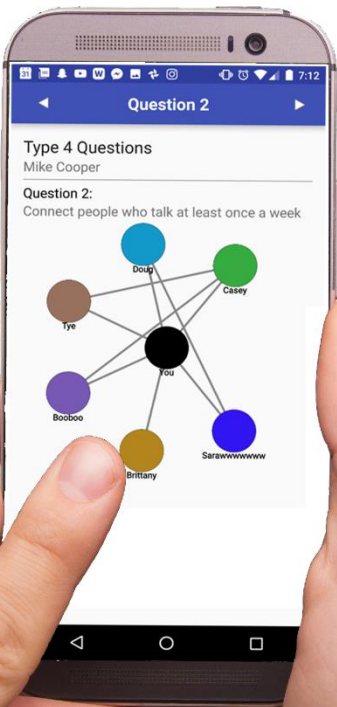 31
W
7:12
Question 2
Type 4 Questions
Mike Cooper
Question 2:
Connect people who talk at least once a week
Doug
Casey
Tye
You
Booboo
Sarawwwwwww
Brittany